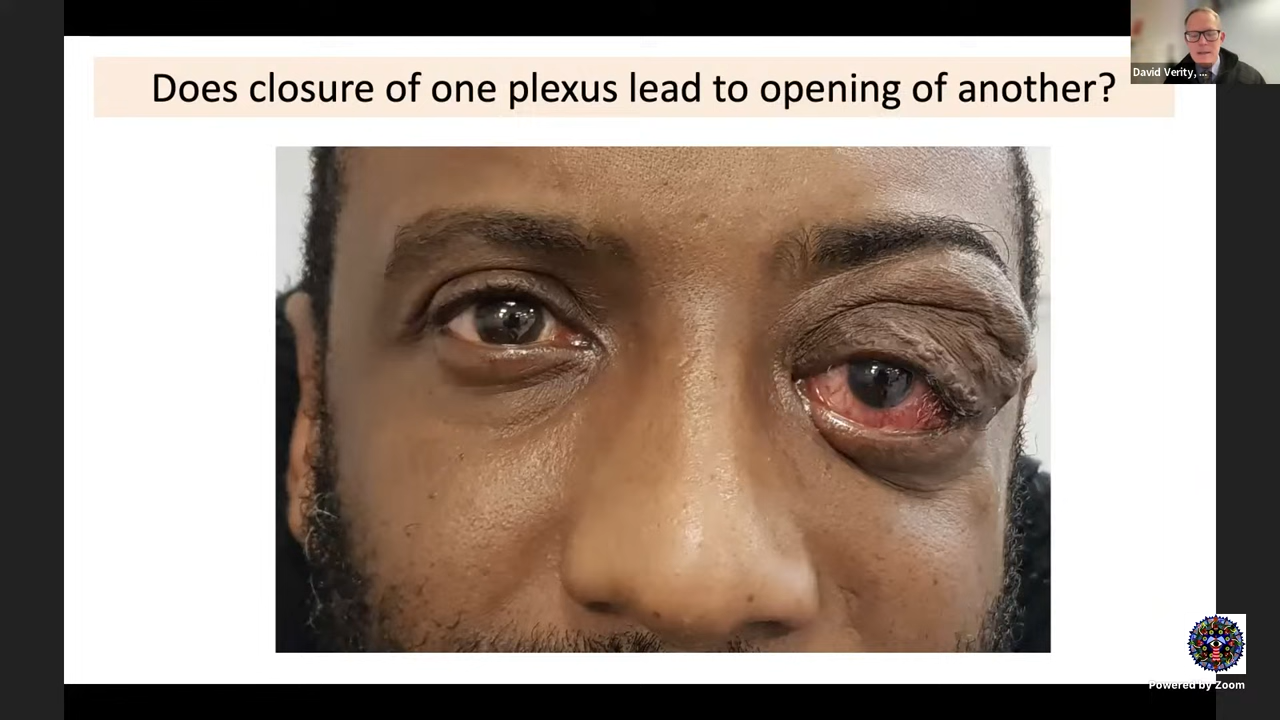 Does closure of one plexus lead to opening of another?
David Verity, ...
Powered by Zoom